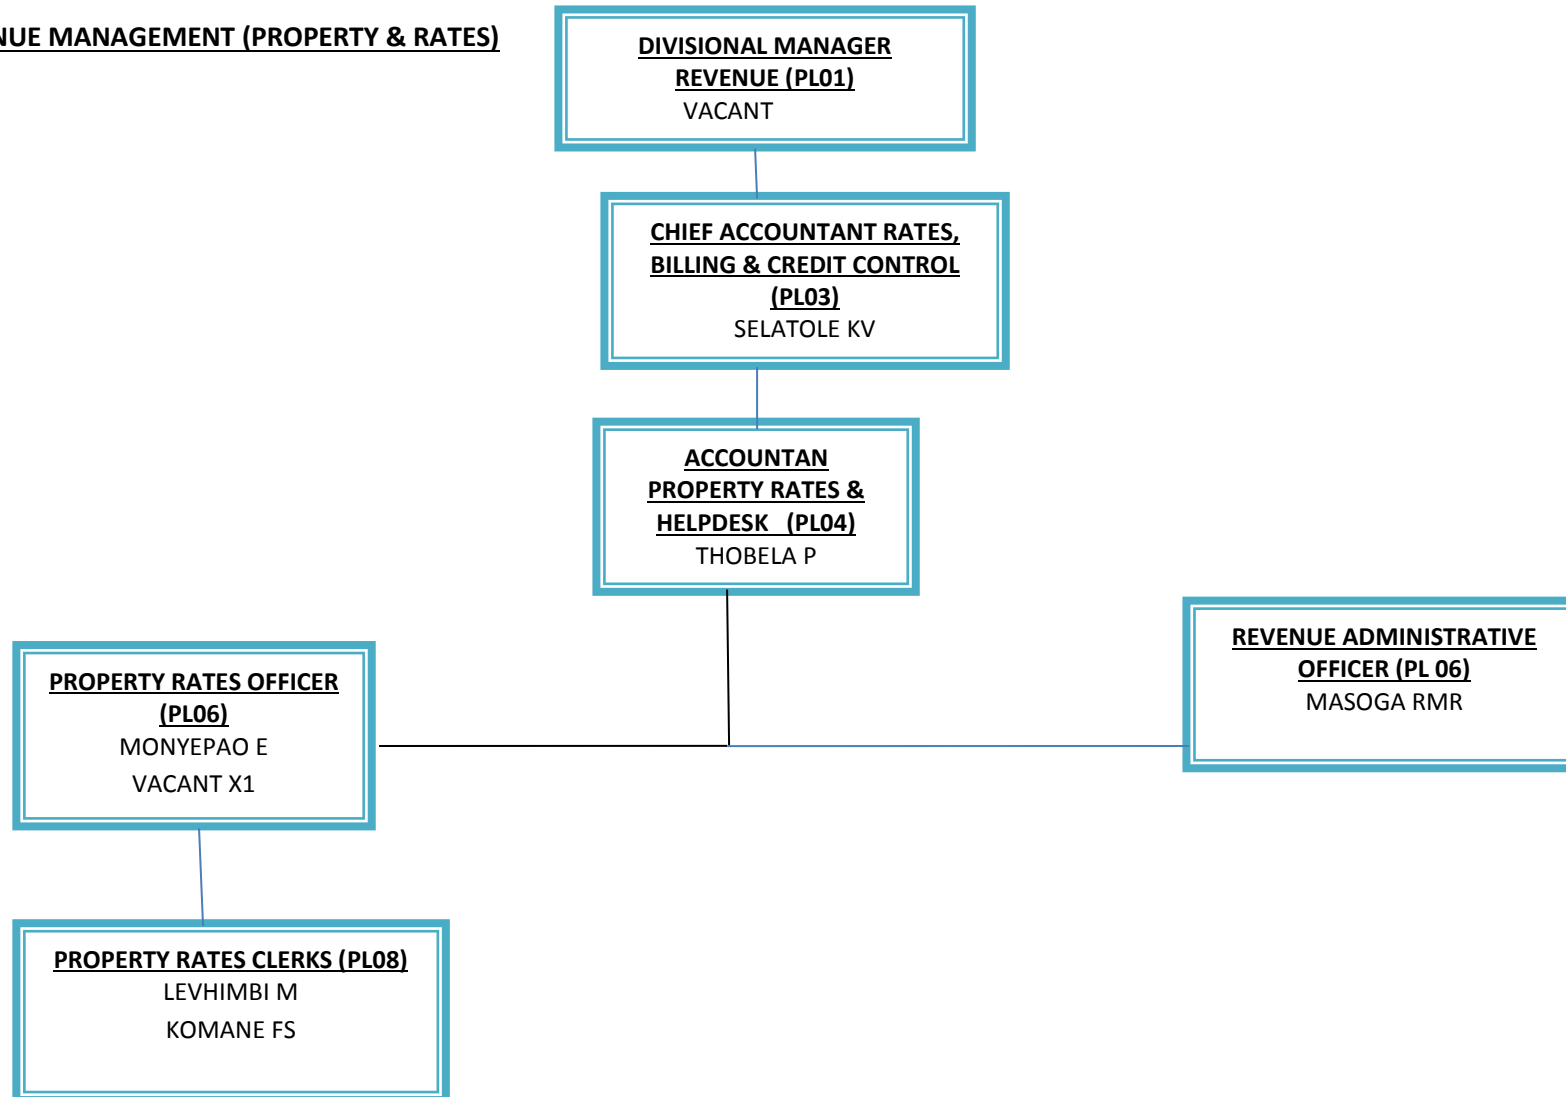 NUE MANAGEMENT (PROPERTY & RATES)
DIVISIONAL MANAGER
REVENUE (PL01)
VACANT
CHIEF ACCOUNTANT RATES,
BILLING & CREDIT CONTROL
(PL03)
SELATOLE KV
ACCOUNTAN
PROPERTY RATES &
HELPDESK (PL04)
THOBELA P
PROPERTY RATES OFFICER
(PL06)
MONYEPAO E
VACANT X1
REVENUE ADMINISTRATIVE
OFFICER (PL 06)
MASOGA RMR
PROPERTY RATES CLERKS (PL08)
LEVHIMBI M
KOMANE FS